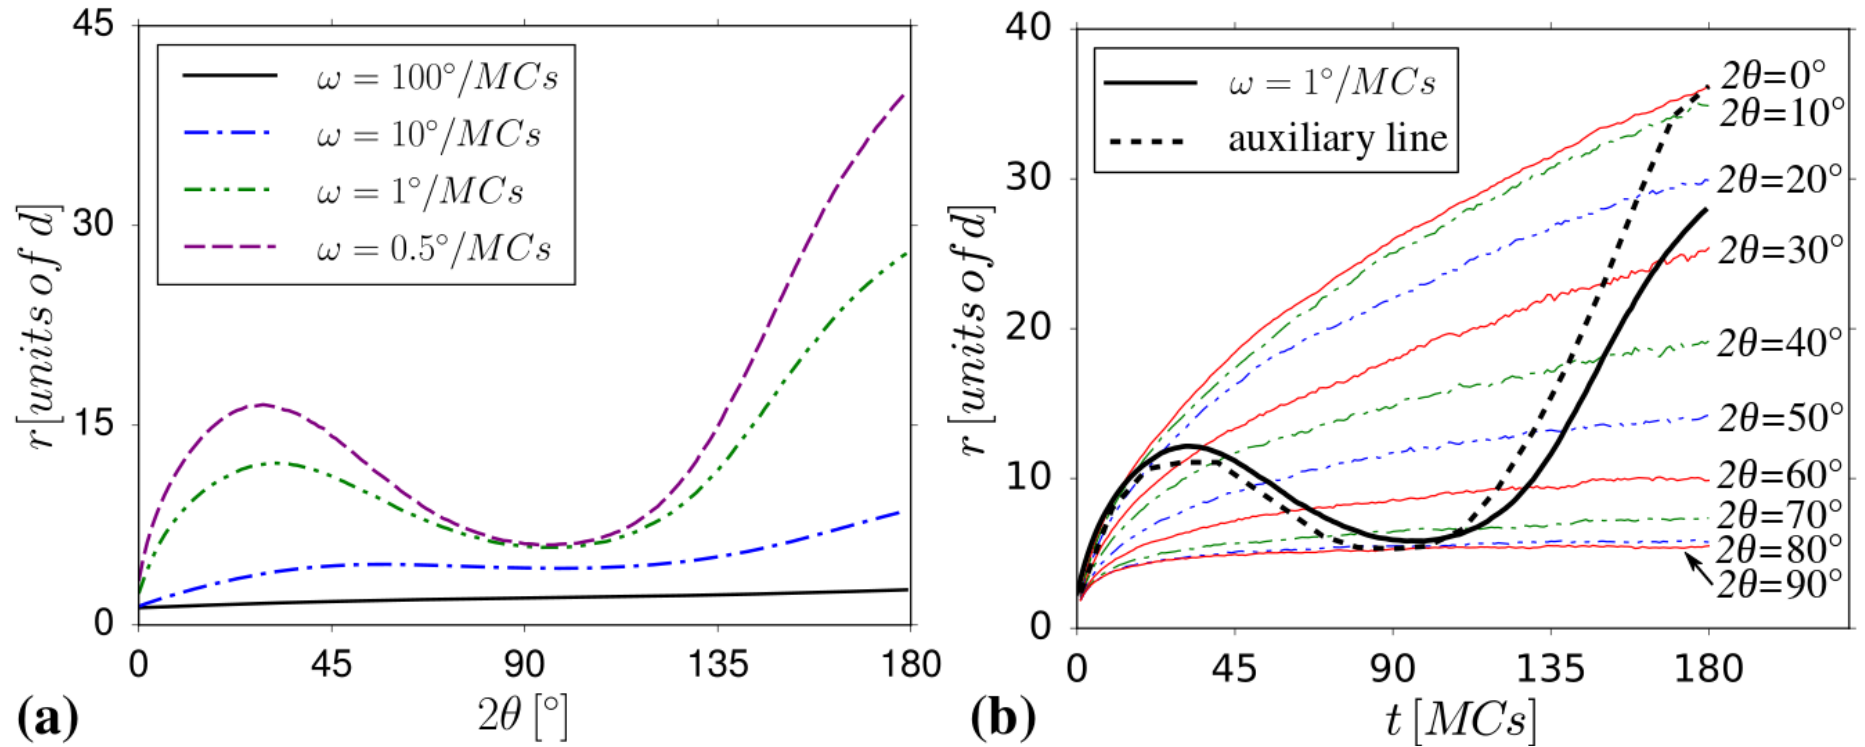 45
30
15
0
r [units of d]
ω = 100°/MCs
ω = 10°/MCs
ω = 1°/MCs
ω = 0.5°/MCs
0 45 90 135 180
2θ [°]
(a)
40
30
20
10
0
r [units of d]
ω = 1°/MCs
auxiliary line
2θ=0°
2θ=10°
2θ=20°
2θ=30°
2θ=40°
2θ=50°
2θ=60°
2θ=70°
2θ=80°
2θ=90°
0 45 90 135 180
t [MCs]
(b)